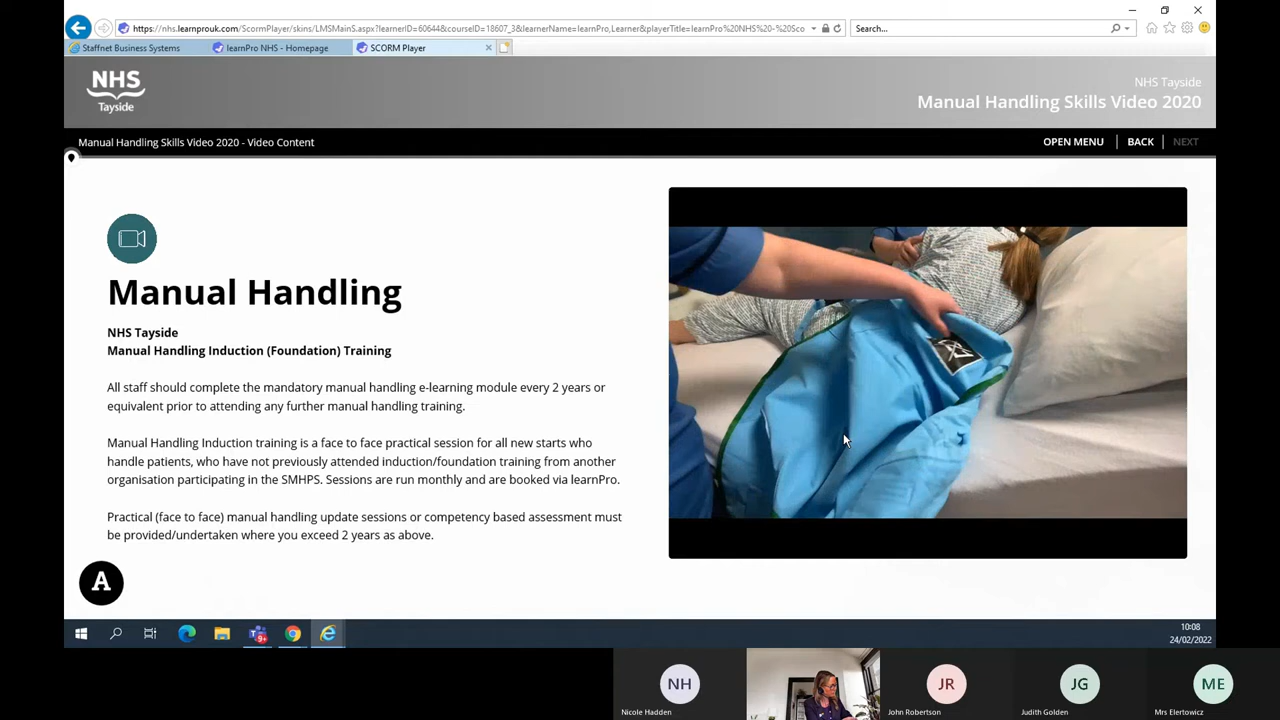 https://nhs.learnprouk.com/ScormPlayer/skins/LMSMainS.aspx?learnerID=60644&courseID=18607_3&learnerName=learnPro,Learner&playerTitle=learnPro%20NHS%20-%20Sco
Search...
Staffnet Business Systems
learnPro NHS - Homepage
SCORM Player
NHS
Tayside
NHS Tayside
Manual Handling Skills Video 2020
Manual Handling Skills Video 2020 - Video Content
OPEN MENU
BACK
NEXT
Manual Handling
NHS Tayside
Manual Handling Induction (Foundation) Training
All staff should complete the mandatory manual handling e-learning module every 2 years or
equivalent prior to attending any further manual handling training.
Manual Handling Induction training is a face to face practical session for all new starts who
handle patients, who have not previously attended induction/foundation training from another
organisation participating in the SMHPS. Sessions are run monthly and are booked via learnPro.
Practical (face to face) manual handling update sessions or competency based assessment must
be provided/undertaken where you exceed 2 years as above.
A
9+
10:08
24/02/2022
NH
JR
JG
ME
Nicole Hadden
John Robertson
Judith Golden
Mrs Elertowicz